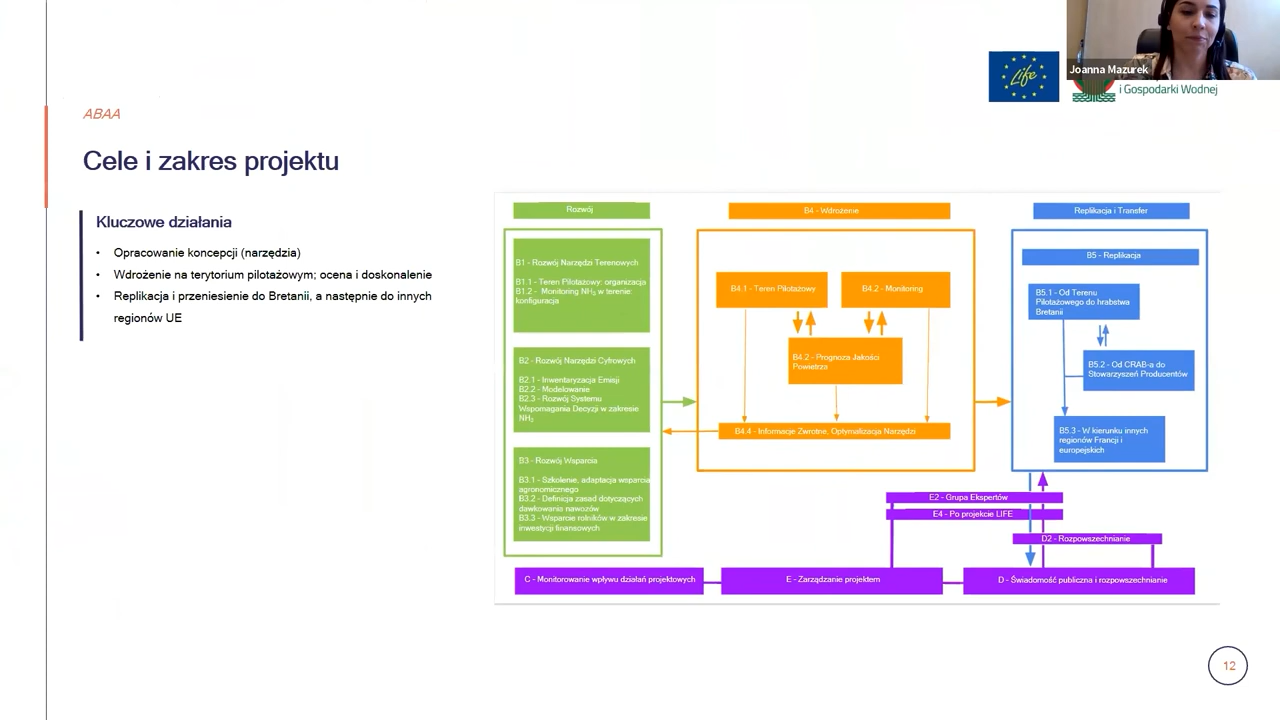 Joanna Mazurek
Life
i Gospodarki Wodnej
ABAA
Cele i zakres projektu
Kluczowe działania
• Opracowanie koncepcji (narzędzia)
• Wdrożenie na terytorium pilotażowym; ocena i doskonalenie
• Replikacja i przeniesienie do Bretanii, a następnie do innych
regionów UE
Rozwój
B1 - Rozwój Narzędzi Terenowych
B1.1 - Teren Pilotażowy: organizacja
B1.2 - Monitoring NH3 w terenie:
konfiguracja
B2 - Rozwój Narzędzi Cyfrowych
B2.1 - Inwentaryzacja Emisji
B2.2 - Modelowanie
B2.3 - Rozwój Systemu
Wspomagania Decyzji w zakresie
NH3
B3 - Rozwój Wsparcia
B3.1 - Szkolenie, adaptacja wsparcia
agronomicznego
B3.2 - Definicja zasad dotyczących
dawkowania nawozów
B3.3 - Wsparcie rolników w zakresie
inwestycji finansowych
B4 - Wdrożenie
B4.1 - Teren Pilotażowy
B4.2 - Monitoring
B4.2 - Prognoza Jakości
Powietrza
B4.4 - Informacje Zwrotne, Optymalizacja Narzędzi
Replikacja i Transfer
B5 - Replikacja
B5.1 - Od Terenu
Pilotażowego do hrabstwa
Bretanii
B5.2 - Od CRAB-a do
Stowarzyszeń Producentów
B5.3 - W kierunku innych
regionów Francji i
europejskich
E2 - Grupa Ekspertów
E4 - Po projekcie LIFE
D2 - Rozpowszechnianie
C - Monitorowanie wpływu działań projektowych
E - Zarządzanie projektem
D - Świadomość publiczna i rozpowszechnianie
12